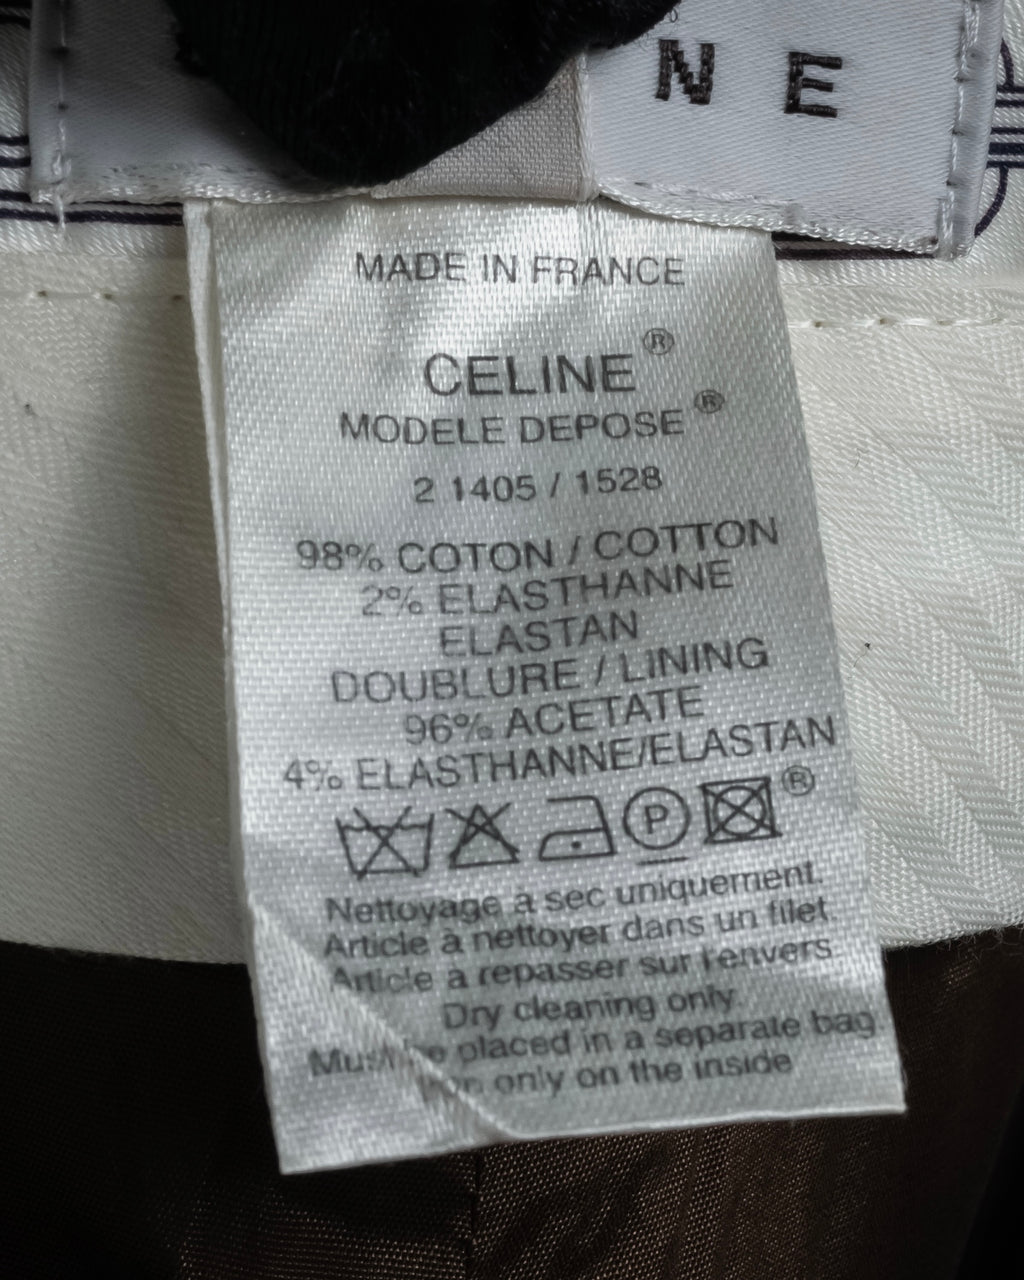 N E
MADE IN FRANCE
CELINE®
MODELE DEPOSE®
2 1405 / 1528
98% COTON / COTTON
2% ELASTHANNE
ELASTAN
DOUBLURE / LINING
96% ACETATE
4% ELASTHANNE/ELASTAN
P ®
Nettoyage à sec uniquement.
Article à nettoyer dans un filet
Article à repasser sur l'envers.
Dry cleaning only.
Must be placed in a separate bag.
only on the inside